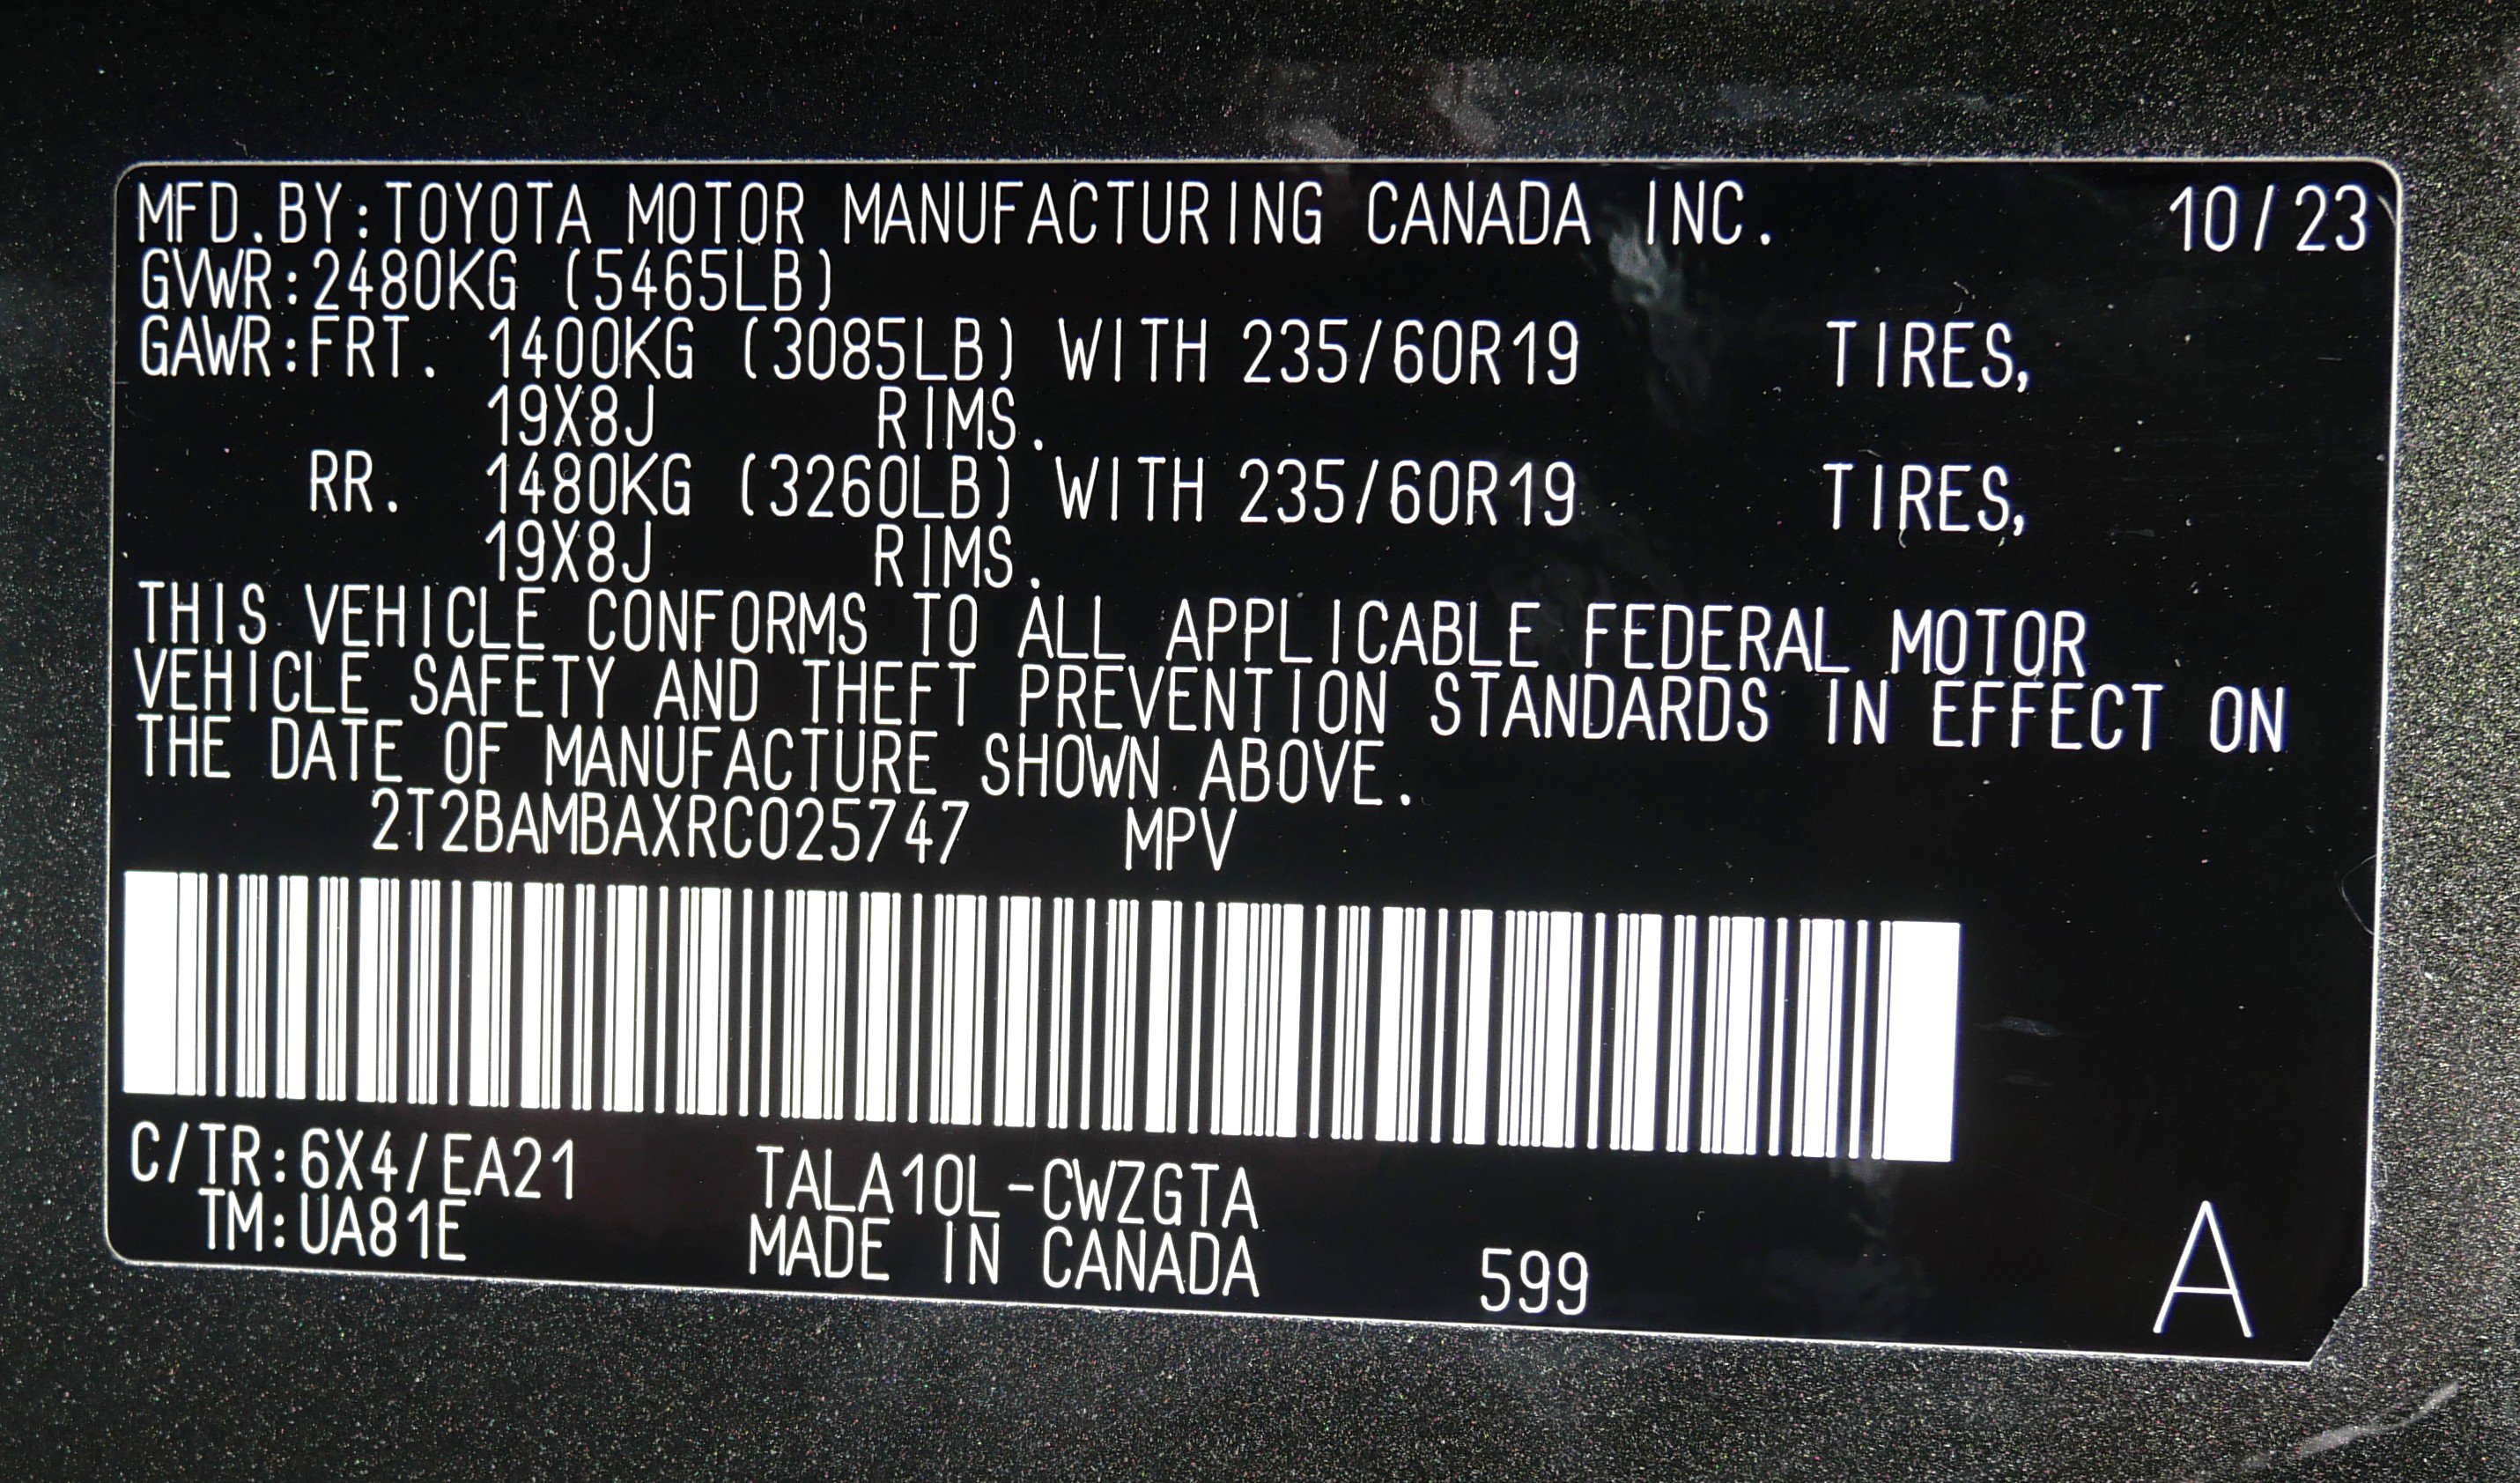 MFD.BY:TOYOTA MOTOR MANUFACTURING CANADA INC. 10/23
GVWR:2480KG (5465LB)
GAWR:FRT. 1400KG (3085LB) WITH 235/60R19 TIRES,
19X8J RIMS.
RR. 1480KG (3260LB) WITH 235/60R19 TIRES,
19X8J RIMS.
THIS VEHICLE CONFORMS TO ALL APPLICABLE FEDERAL MOTOR
VEHICLE SAFETY AND THEFT PREVENTION STANDARDS IN EFFECT ON
THE DATE OF MANUFACTURE SHOWN ABOVE.
2T2BAMBAXRC025747 MPV
C/TR:6X4/EA21 TALA10L-CWZGTA
TM:UA81E MADE IN CANADA 599 A